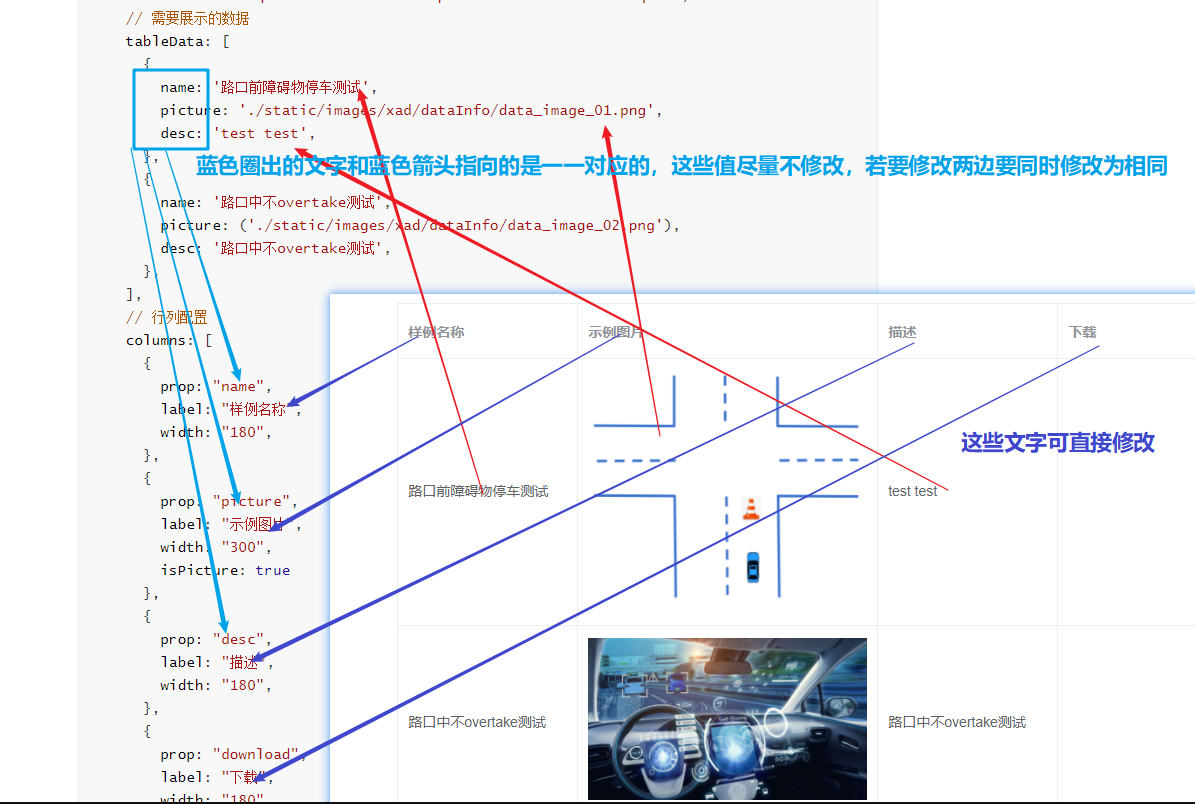 // 需要展示的数据
tableData: [
{
name: '路口前障碍物停车测试',
picture: './static/images/xad/dataInfo/data_image_01.png',
desc: 'test test',
},
蓝色圈出的文字和蓝色箭头指向的是一一对应的，这些值尽量不修改，若要修改两边要同时修改为相同
{
name: '路口中不overtake测试',
picture: ('./static/images/xad/dataInfo/data_image_02.png'),
desc: '路口中不overtake测试',
},
],
// 行列配置
columns: [
{
prop: "name",
label: "样例名称",
width: "180",
},
{
prop: "picture",
label: "示例图片",
width: "300",
isPicture: true
},
{
prop: "desc",
label: "描述",
width: "180",
},
{
prop: "download",
label: "下载",
width: "180"
样例名称 示例图片 描述 下载
这些文字可直接修改
路口前障碍物停车测试 test test
路口中不overtake测试 路口中不overtake测试